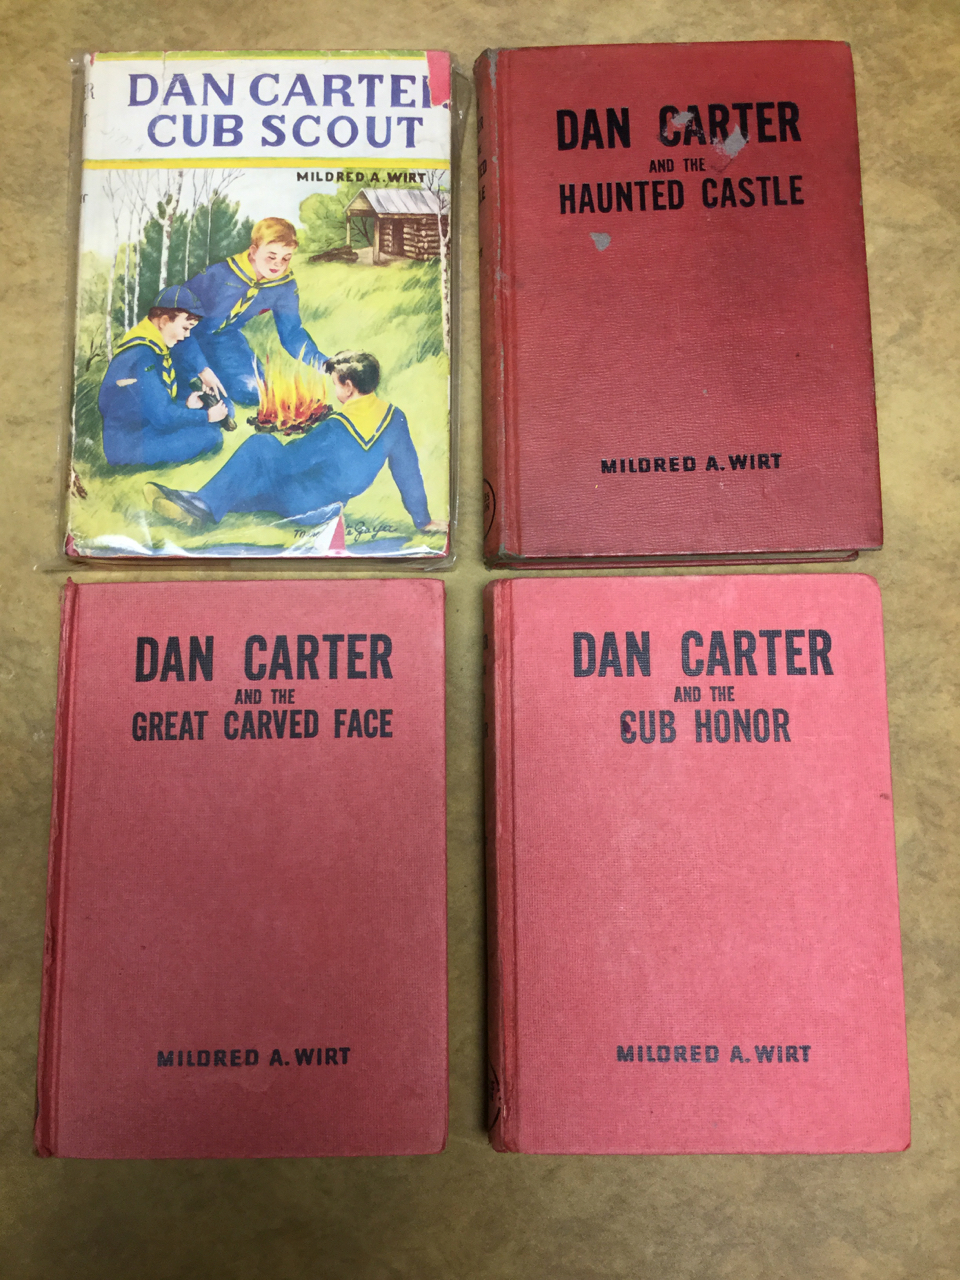 DAN CARTE
CUB SCOUT
MILDRED A. WIRT
DAN CARTER
AND THE
HAUNTED CASTLE
MILDRED A. WIRT
DAN CARTER
AND THE
GREAT CARVED FACE
MILDRED A. WIRT
DAN CARTER
AND THE
CUB HONOR
MILDRED A. WIRT